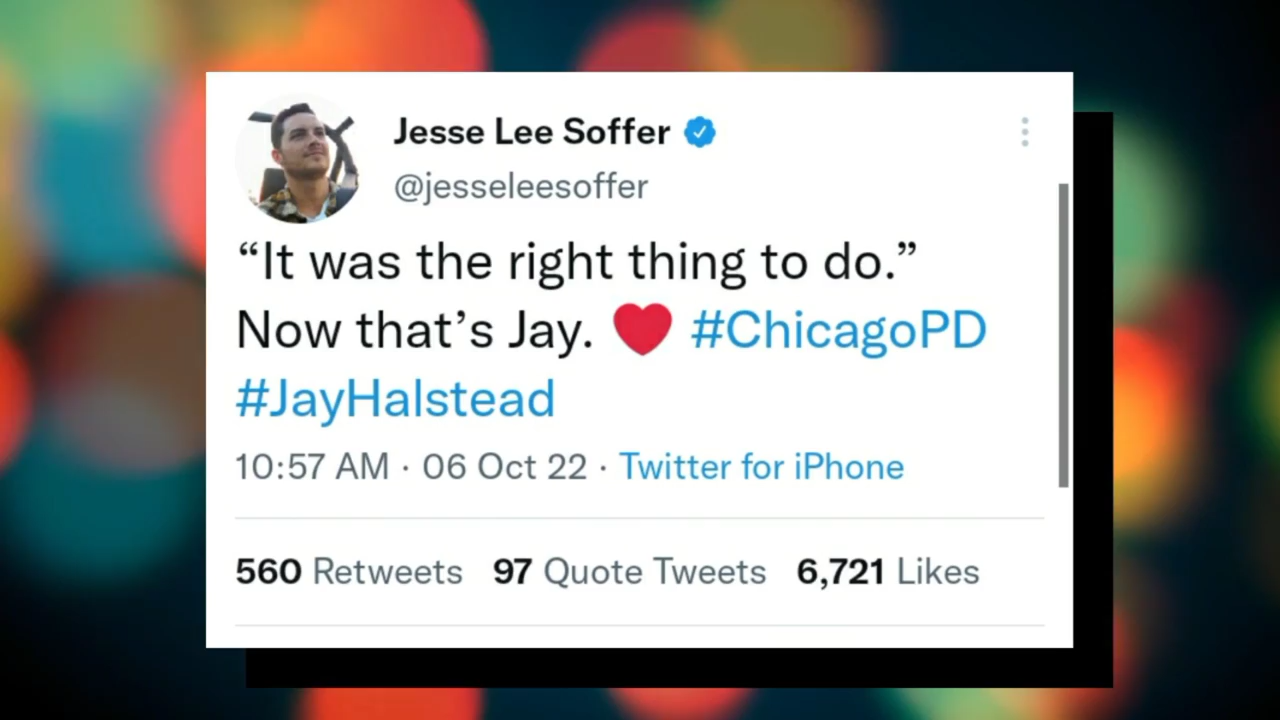 Jesse Lee Soffer
@jesseleesoffer
“It was the right thing to do.”
Now that’s Jay. ❤️ #ChicagoPD
#JayHalstead
10:57 AM · 06 Oct 22 · Twitter for iPhone
560 Retweets 97 Quote Tweets 6,721 Likes